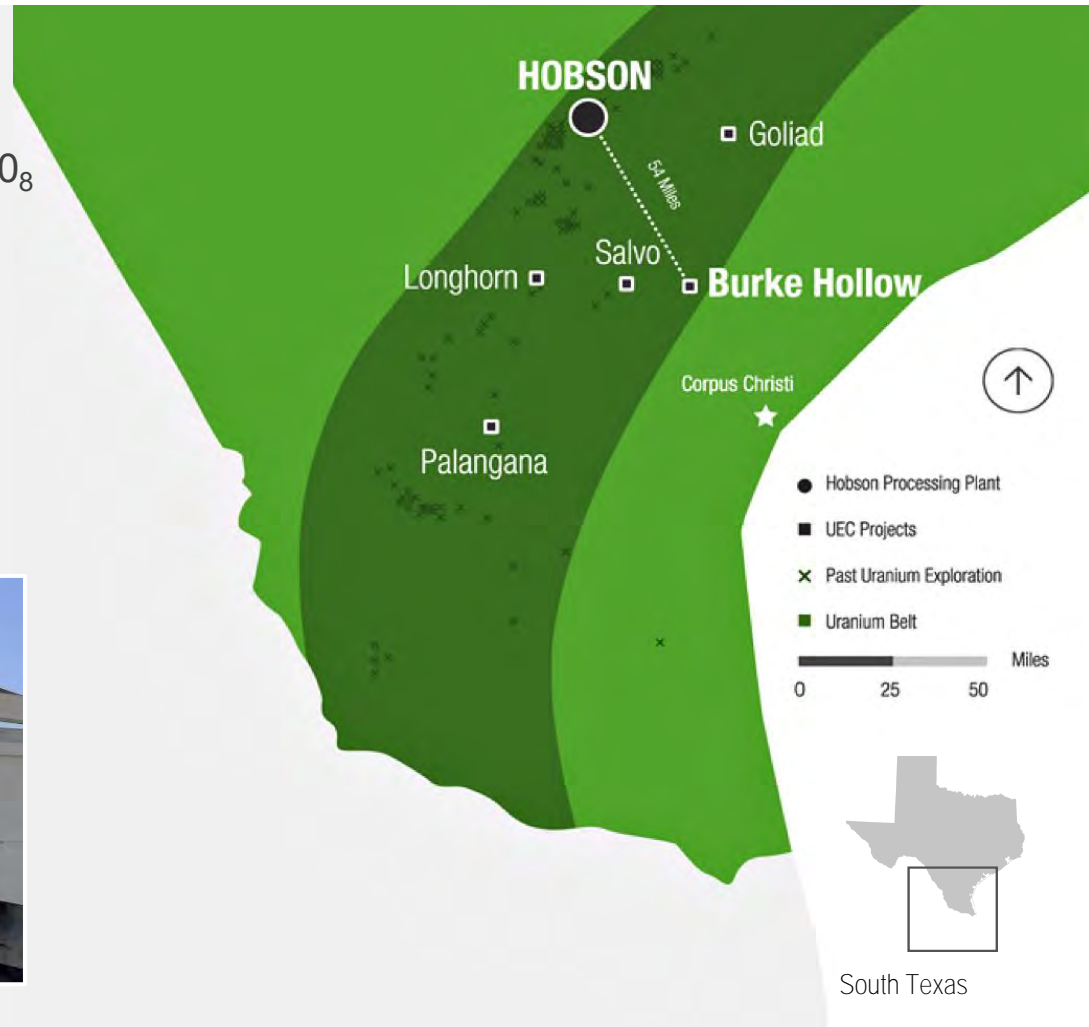 HOBSON
Goliad
O₈
54 Miles
Salvo
Longhorn
Burke Hollow
Corpus Christi
Palangana
Hobson Processing Plant
UEC Projects
Past Uranium Exploration
Uranium Belt
Miles
0 25 50
South Texas